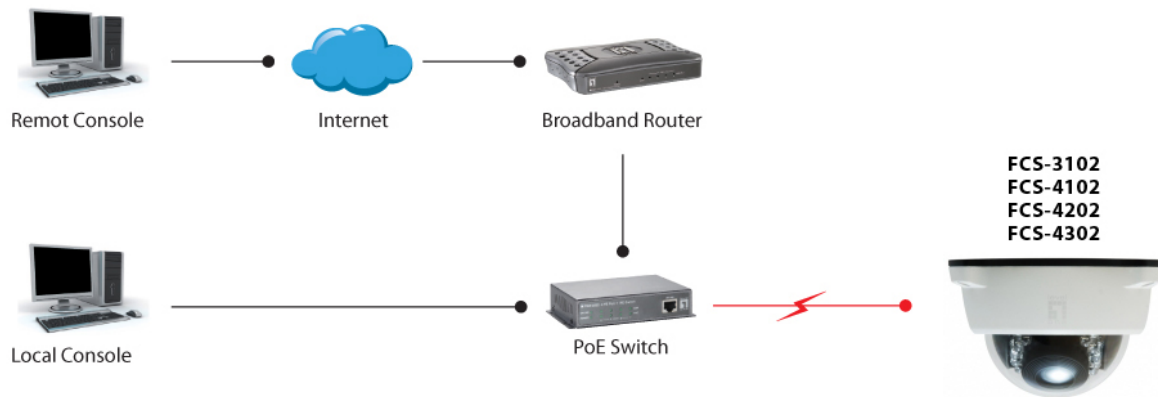 Remot Console
Internet
Broadband Router
FCS-3102
FCS-4102
FCS-4202
FCS-4302
Local Console
PoE Switch